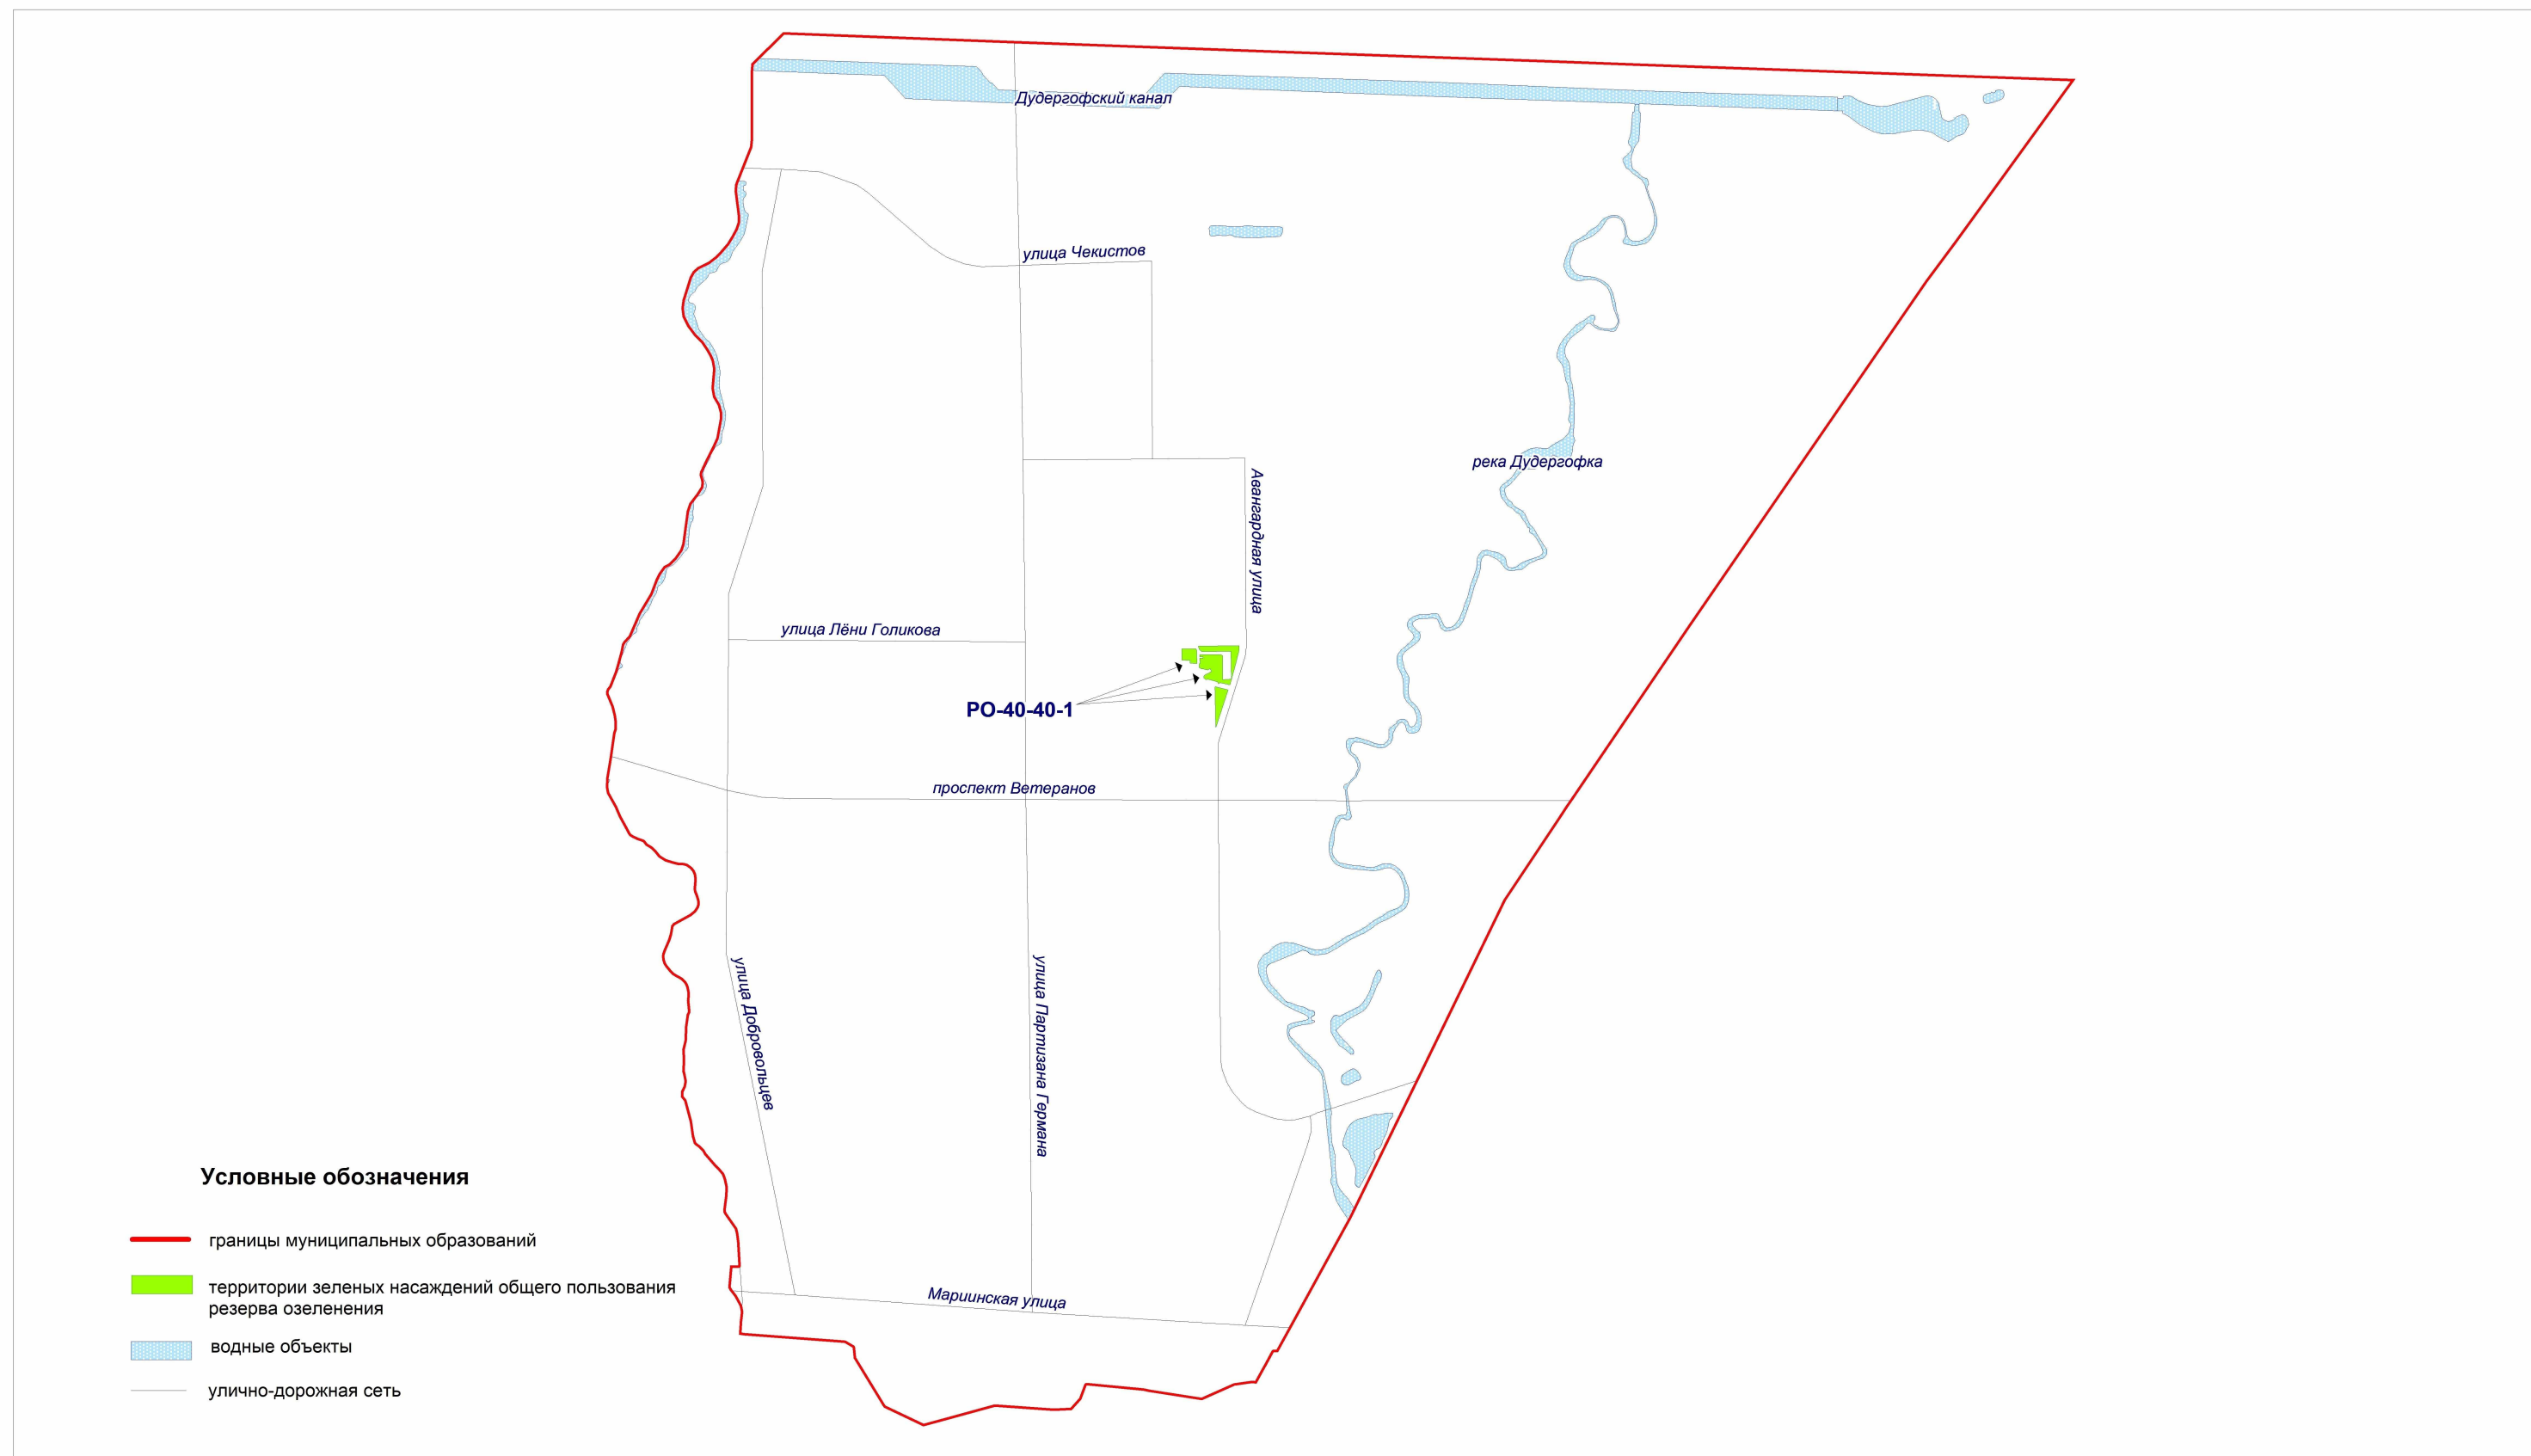 Дудергофский канал
улица Чекистов
река Дудергофка
Авангардная улица
улица Лёни Голикова
РО-40-40-1
проспект Ветеранов
улица Добровольцев
улица Партизана Германа
Мариинская улица
Условные обозначения
границы муниципальных образований
территории зеленых насаждений общего пользования
резерва озеленения
водные объекты
улично-дорожная сеть